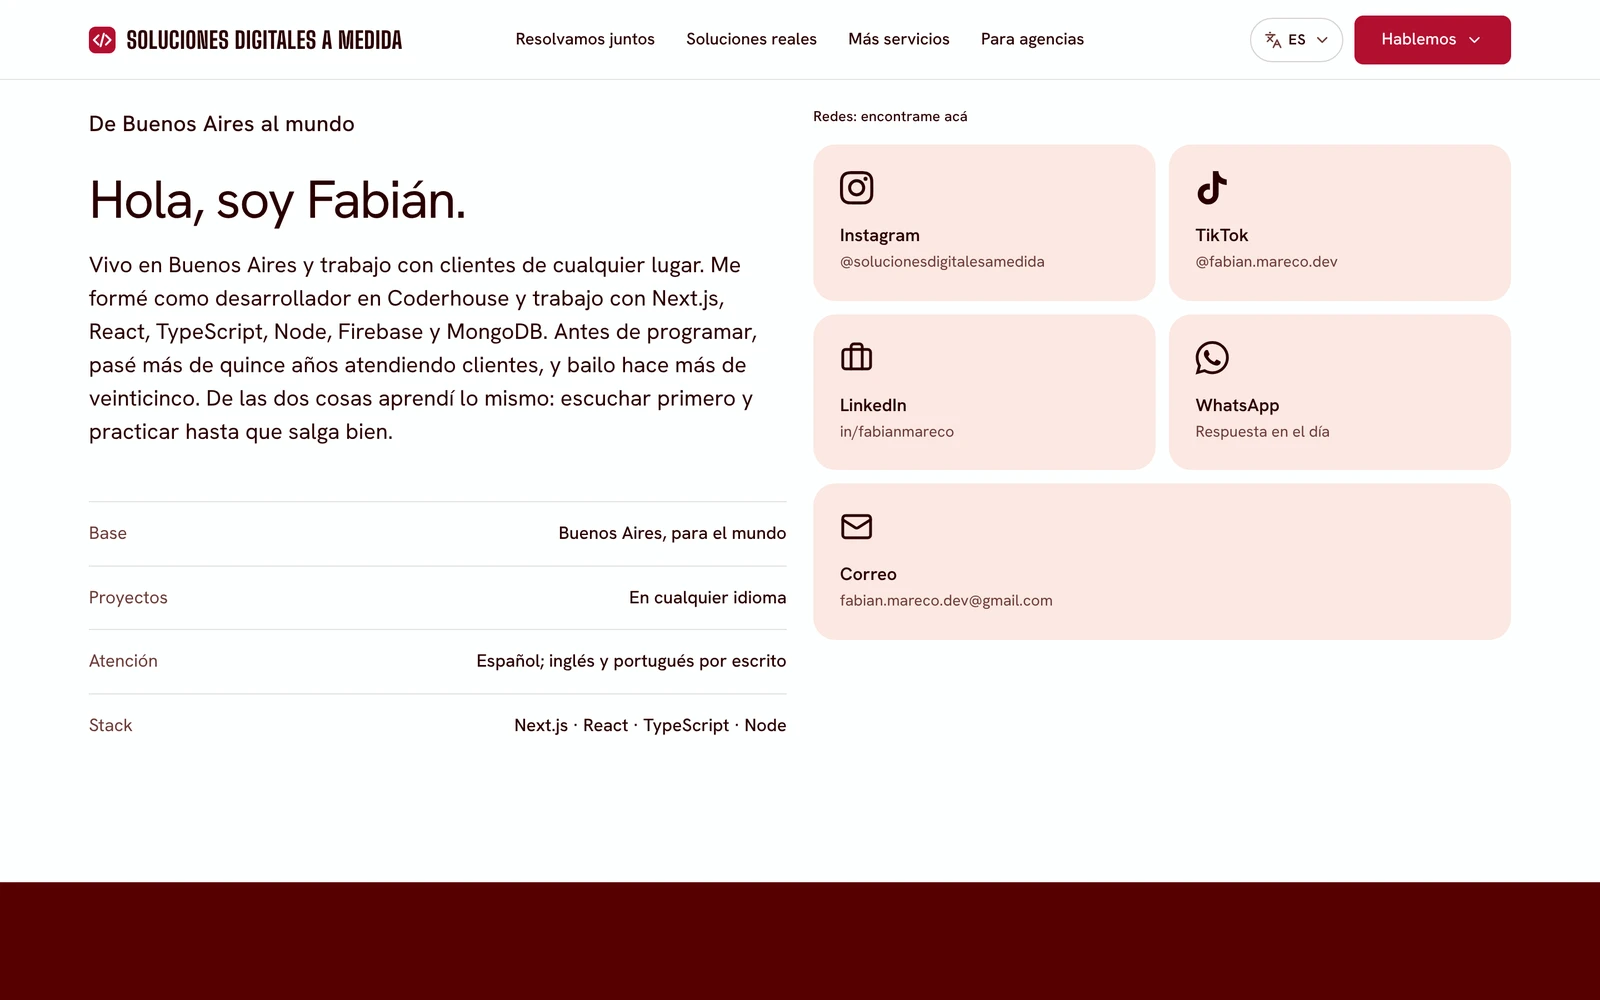 SOLUCIONES DIGITALES A MEDIDA
Resolvamos juntos
Soluciones reales
Más servicios
Para agencias
ES
Hablemos
De Buenos Aires al mundo
Hola, soy Fabián.
Vivo en Buenos Aires y trabajo con clientes de cualquier lugar. Me
formé como desarrollador en Coderhouse y trabajo con Next.js,
React, TypeScript, Node, Firebase y MongoDB. Antes de programar,
pasé más de quince años atendiendo clientes, y bailo hace más de
veinticinco. De las dos cosas aprendí lo mismo: escuchar primero y
practicar hasta que salga bien.
Base
Buenos Aires, para el mundo
Proyectos
En cualquier idioma
Atención
Español; inglés y portugués por escrito
Stack
Next.js · React · TypeScript · Node
Redes: encontrame acá
Instagram
@solucionesdigitalesamedida
TikTok
@fabian.mareco.dev
LinkedIn
in/fabianmareco
WhatsApp
Respuesta en el día
Correo
fabian.mareco.dev@gmail.com